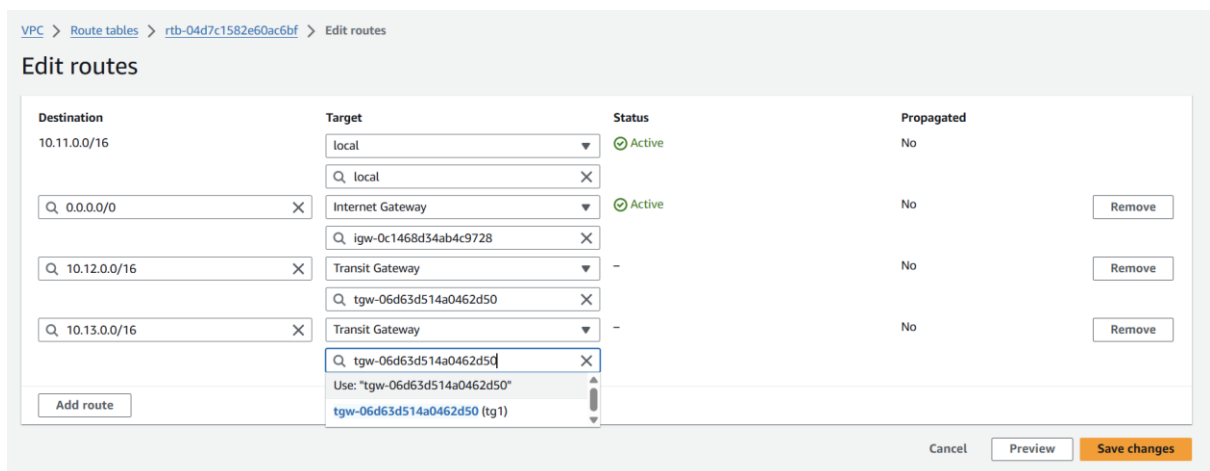 VPC > Route tables > rtb-04d7c1582e60ac6bf > Edit routes
Edit routes
Destination Target Status Propagated
10.11.0.0/16 local Active No
local
0.0.0.0/0 Internet Gateway Active No Remove
igw-0c1468d34ab4c9728
10.12.0.0/16 Transit Gateway – No Remove
tgw-06d63d514a0462d50
10.13.0.0/16 Transit Gateway – No Remove
tgw-06d63d514a0462d50
Use: "tgw-06d63d514a0462d50"
Add route tgw-06d63d514a0462d50 (tg1)
Cancel Preview Save changes